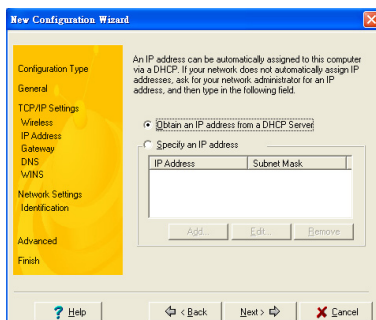 New Configuration Wizard
Configuration Type
General
TCP/IP Settings
Wireless
IP Address
Gateway
DNS
WINS
Network Settings
Identification
Advanced
Finish
An IP address can be automatically assigned to this computer
via a DHCP. If your network does not automatically assign IP
addresses, ask for your network administrator for an IP
address, and then type in the following field.
Obtain an IP address from a DHCP Server
Specify an IP address
IP Address Subnet Mask
Add... Edit... Remove
? Help < Back Next > Cancel